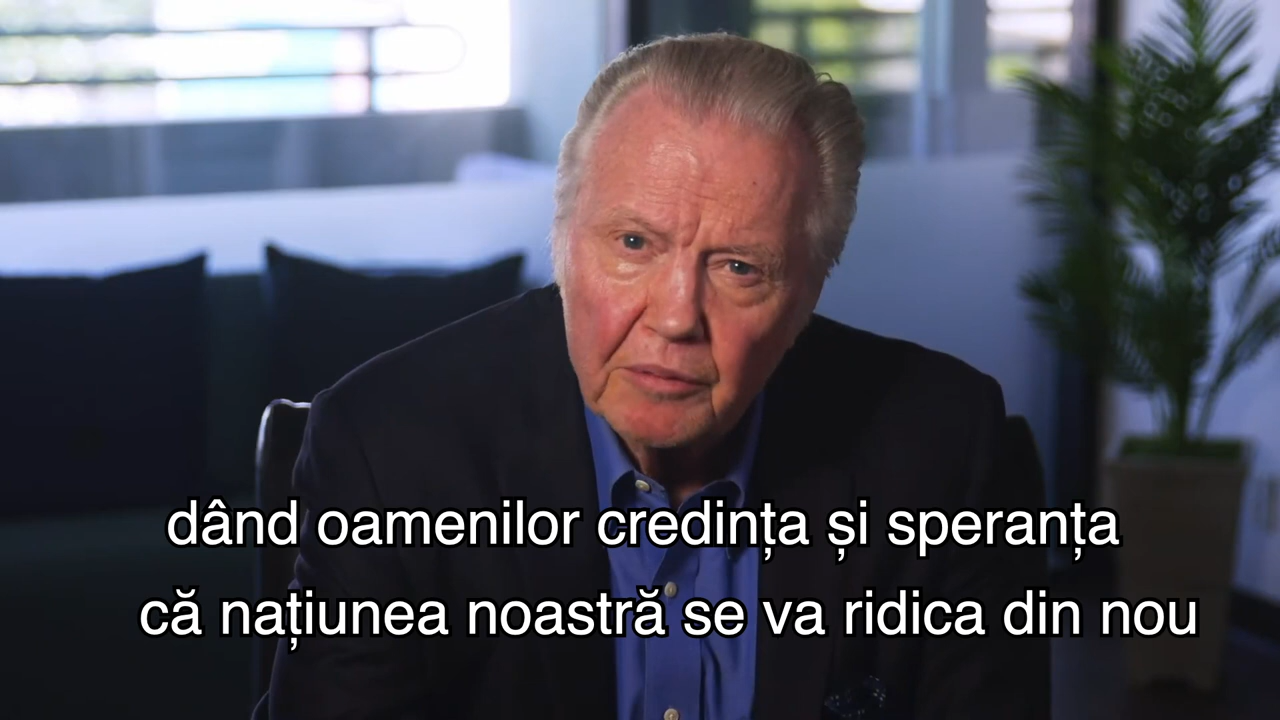 dând oamenilor credința și speranța
că națiunea noastră se va ridica din nou